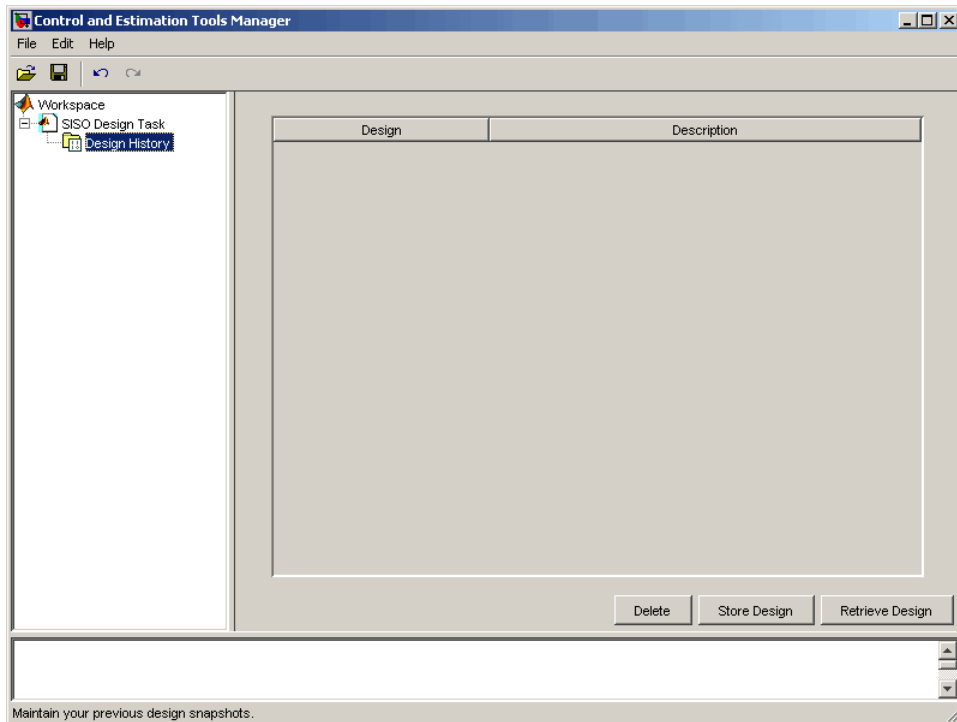 Control and Estimation Tools Manager
File Edit Help
Workspace
SISO Design Task
Design History
Design Description
Delete Store Design Retrieve Design
Maintain your previous design snapshots.